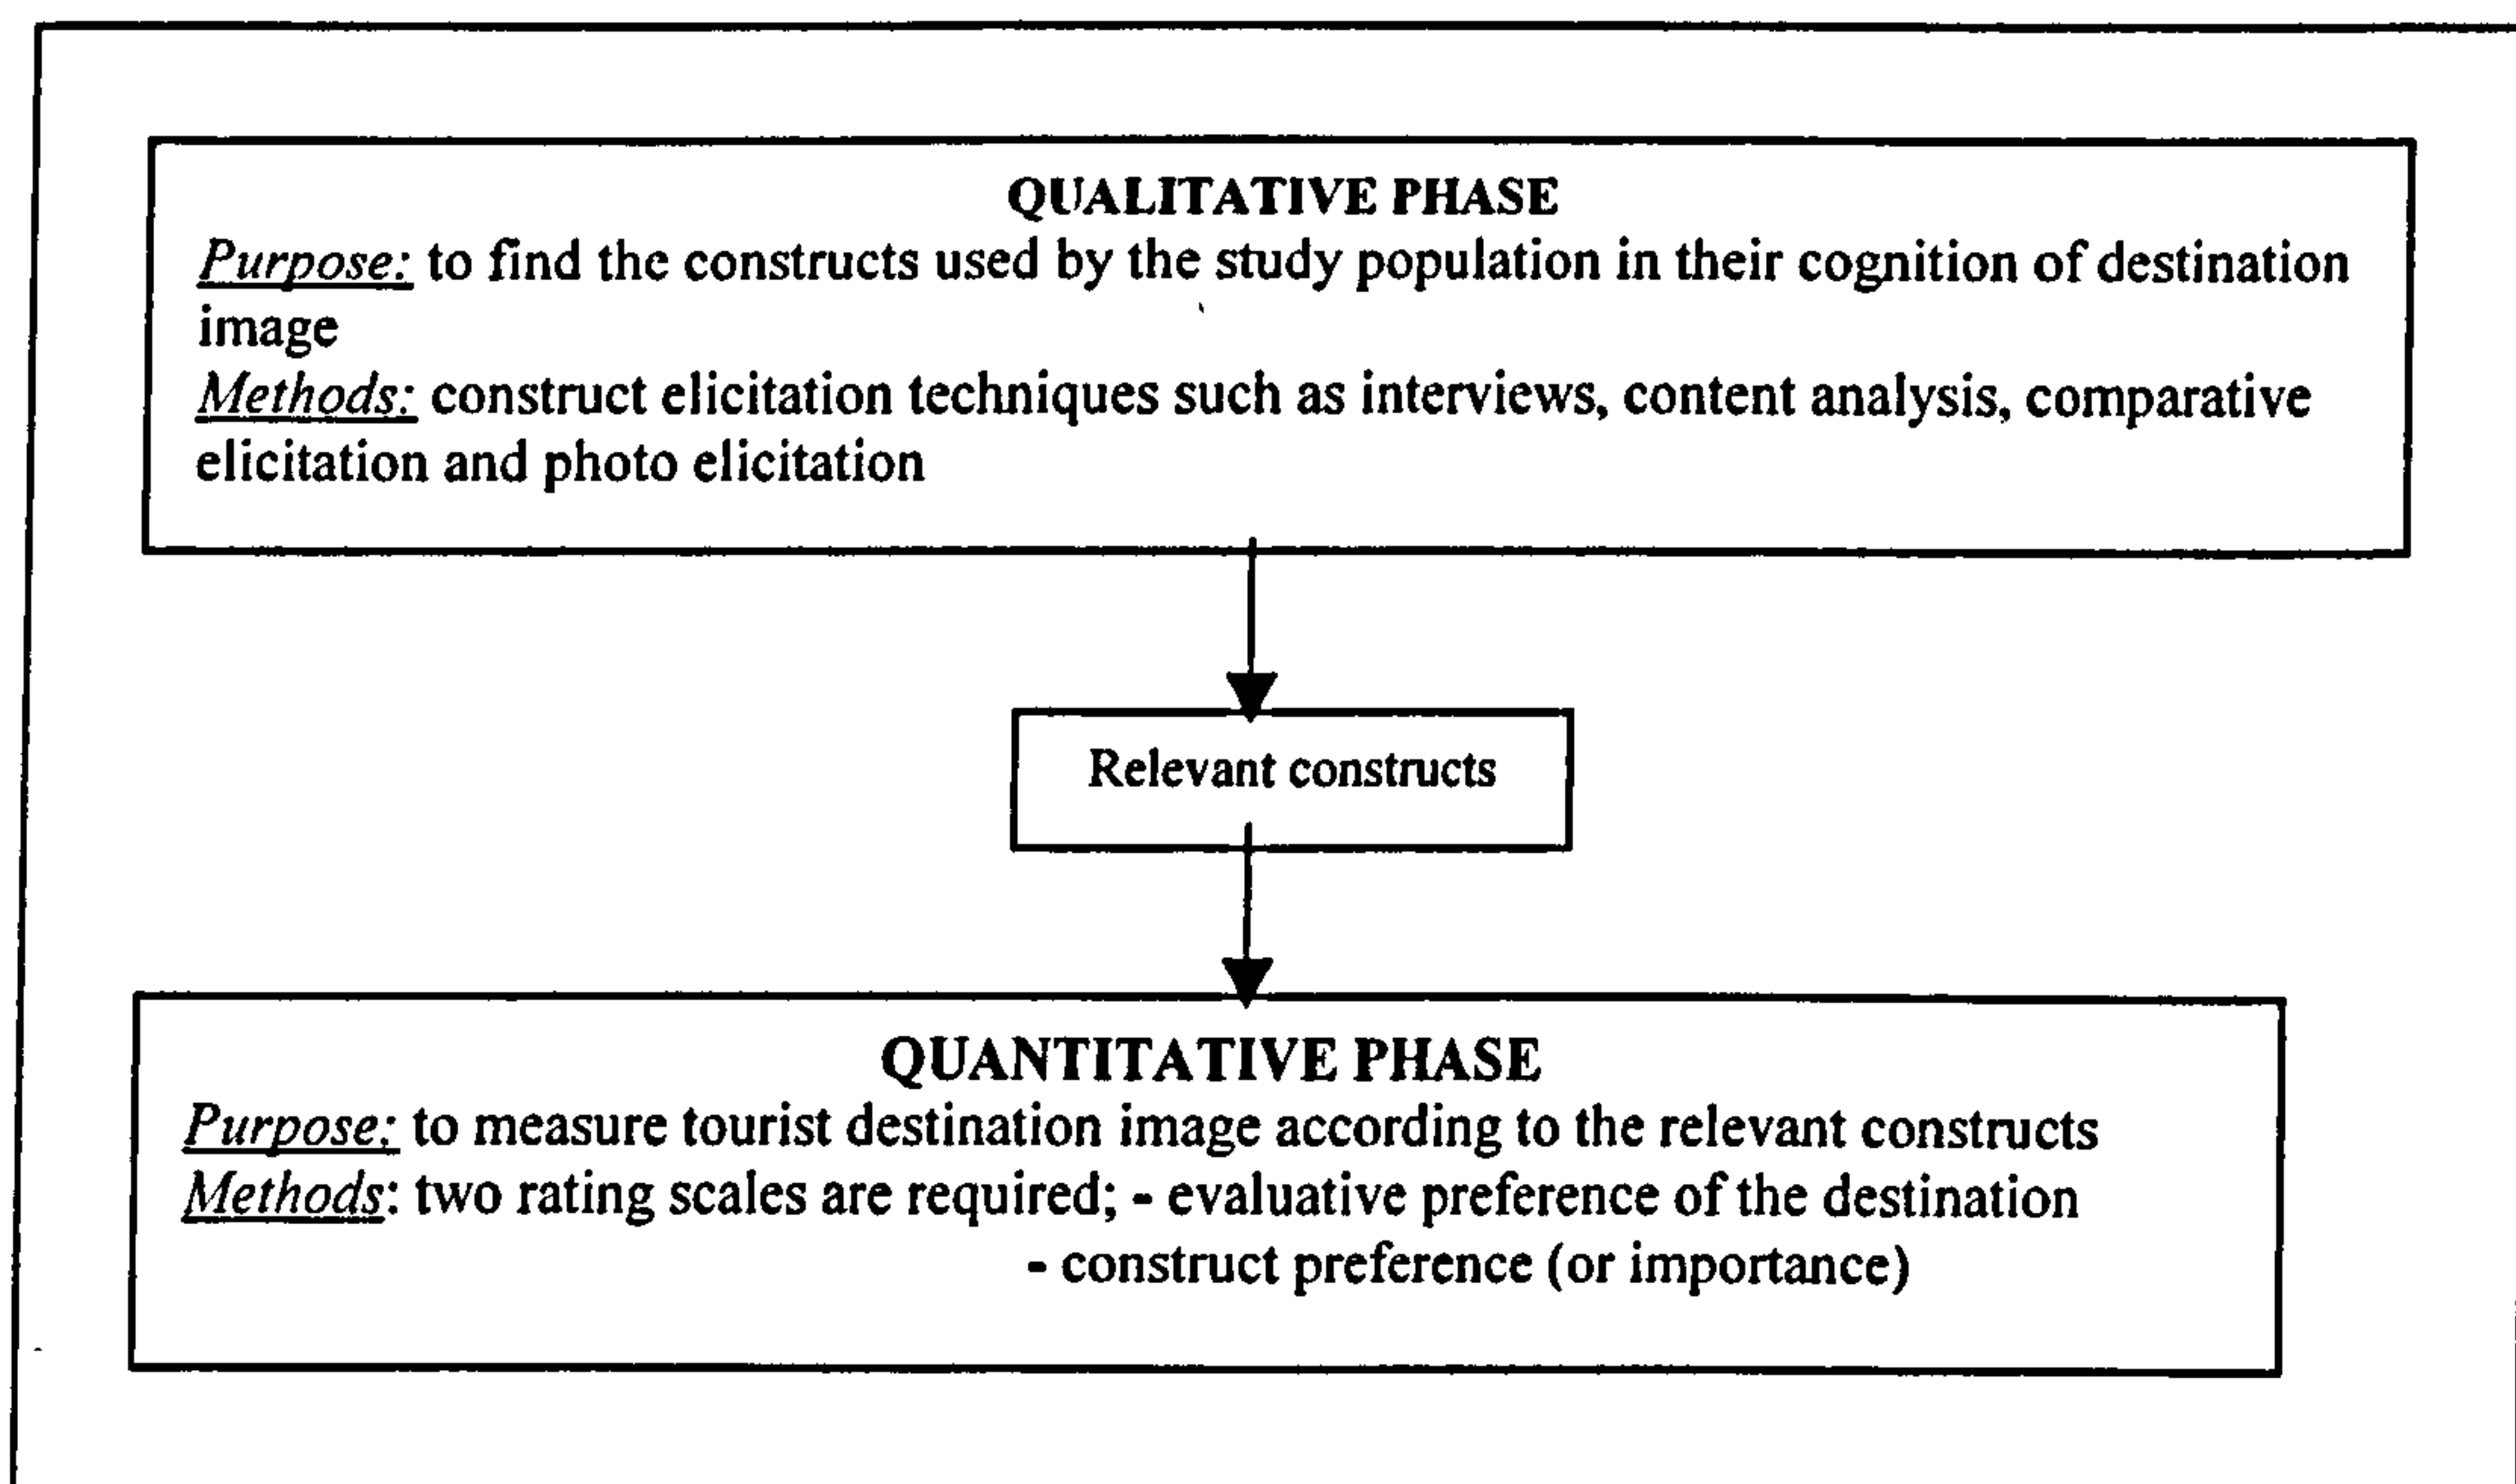 QUALITATIVE PHASE
Purpose: to find the constructs used by the study population in their cognition of destination
image
Methods: construct elicitation techniques such as interviews, content analysis, comparative
elicitation and photo elicitation
Relevant constructs
QUANTITATIVE PHASE
Purpose: to measure tourist destination image according to the relevant constructs
Methods: two rating scales are required; - evaluative preference of the destination
- construct preference (or importance)